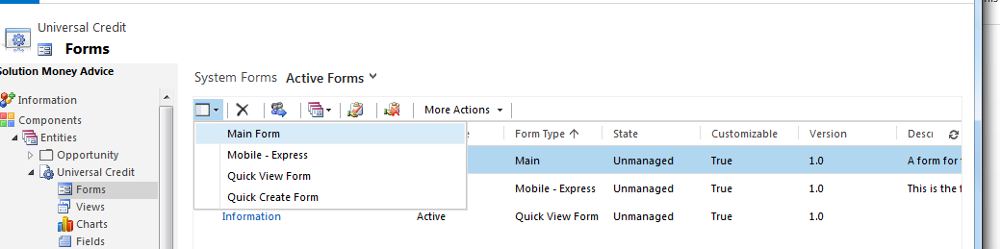 Universal Credit
Forms
Solution Money Advice
Information
Components
Entities
Opportunity
Universal Credit
Forms
Views
Charts
Fields
System Forms Active Forms
More Actions
Main Form
Mobile - Express
Quick View Form
Quick Create Form
Form Type State Customizable Version
Main Unmanaged True 1.0 A form for
Mobile - Express Unmanaged True 1.0 This is the
Information Active Quick View Form Unmanaged True 1.0